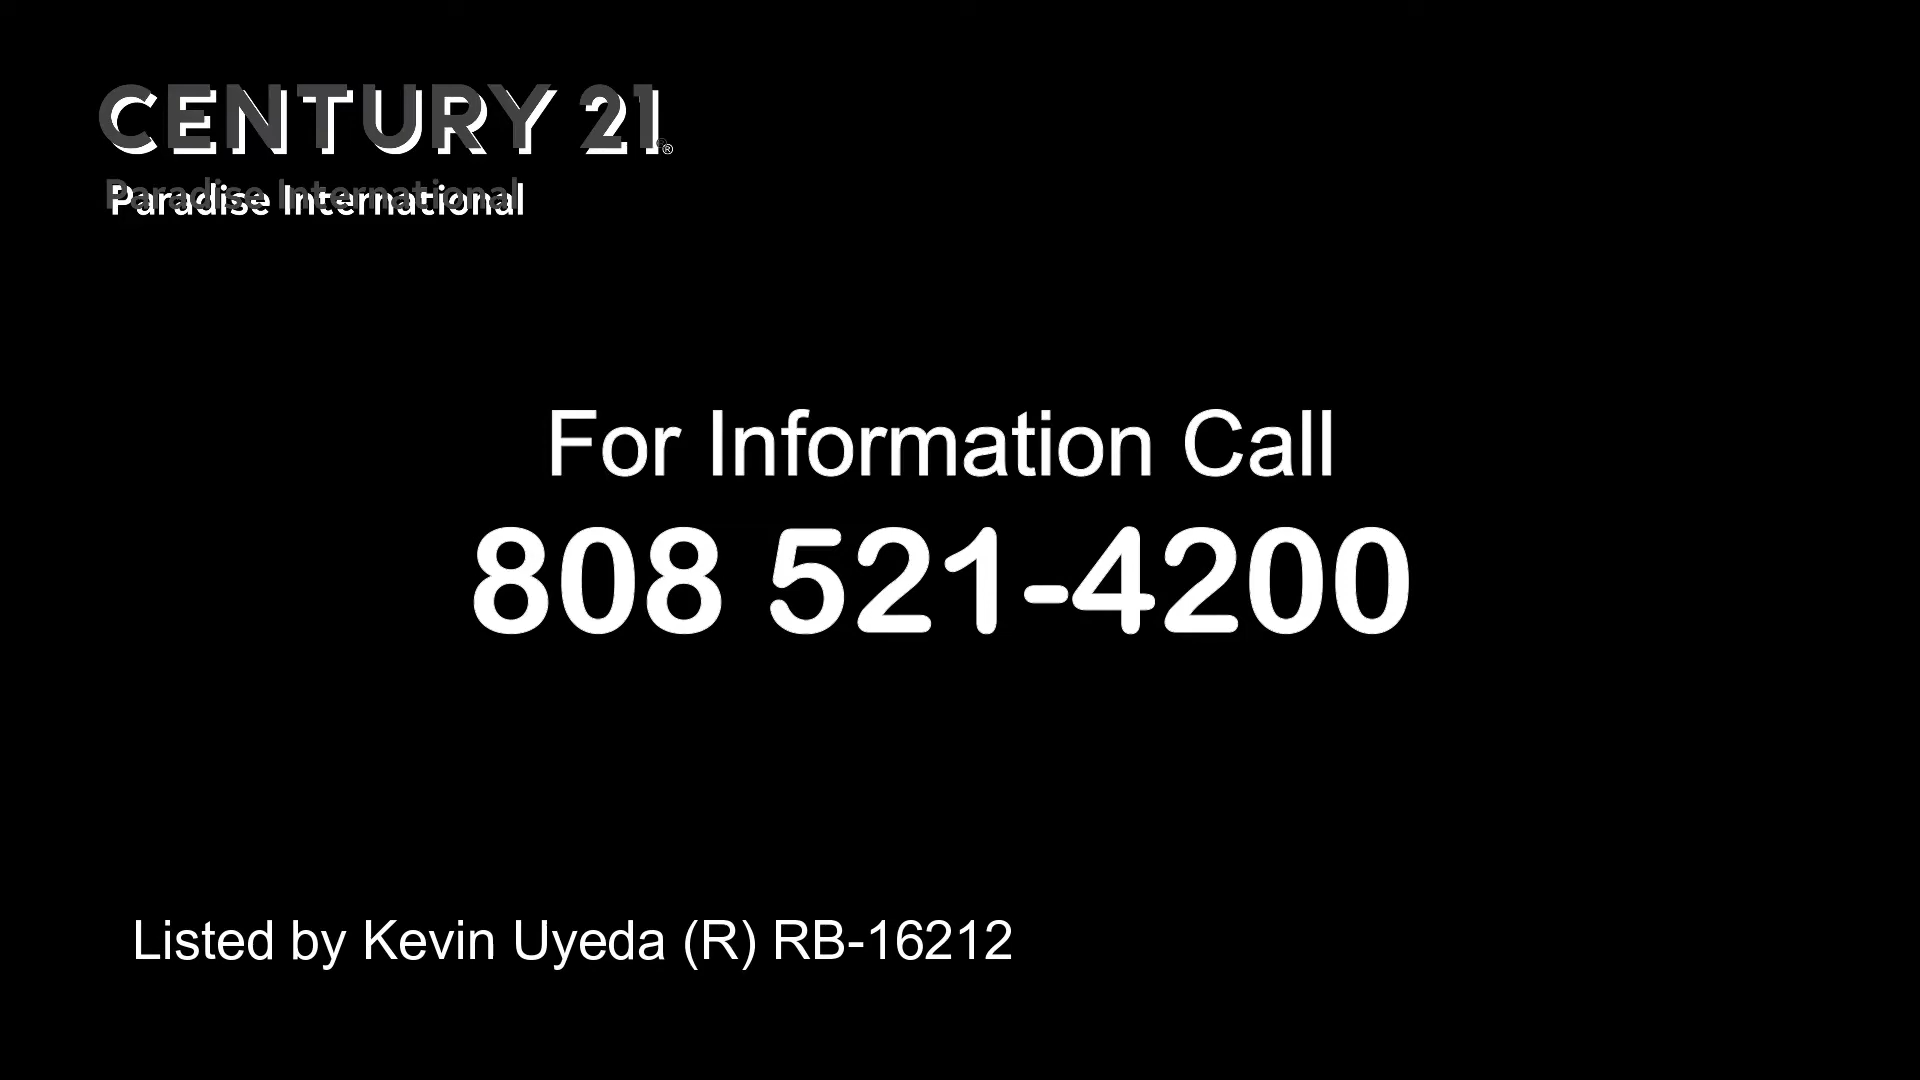 CENTURY 21®
Paradise International
For Information Call
808 521-4200
Listed by Kevin Uyeda (R) RB-16212